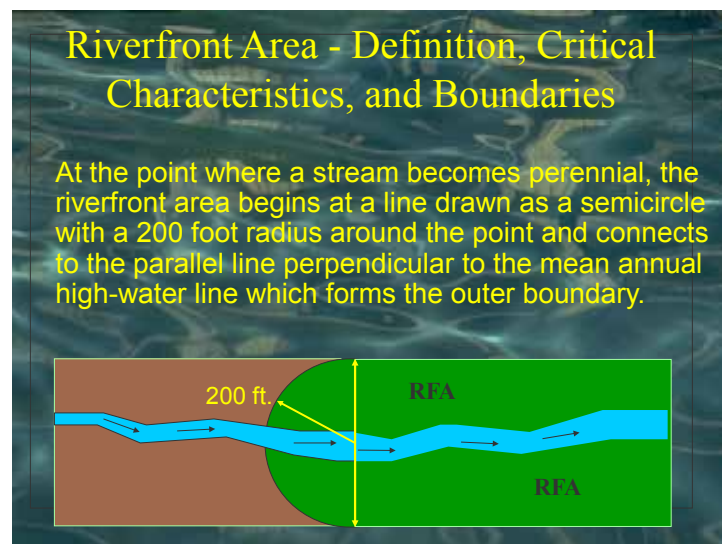 Riverfront Area - Definition, Critical
Characteristics, and Boundaries
At the point where a stream becomes perennial, the
riverfront area begins at a line drawn as a semicircle
with a 200 foot radius around the point and connects
to the parallel line perpendicular to the mean annual
high-water line which forms the outer boundary.
200 ft.
RFA
RFA